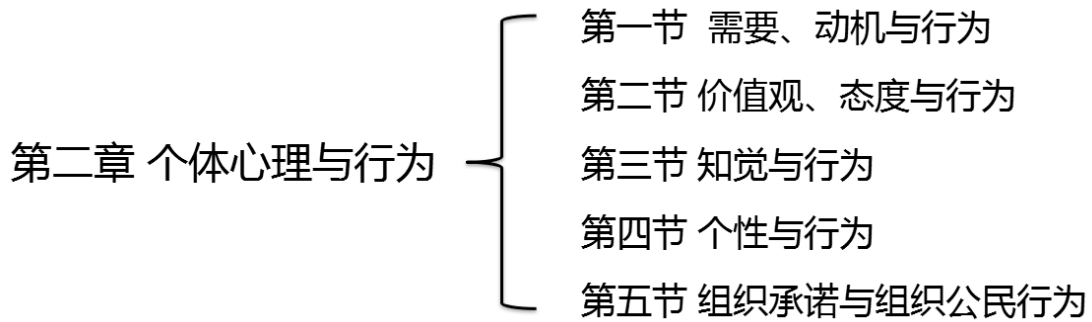 第二章 个体心理与行为
第一节 需要、动机与行为
第二节 价值观、态度与行为
第三节 知觉与行为
第四节 个性与行为
第五节 组织承诺与组织公民行为